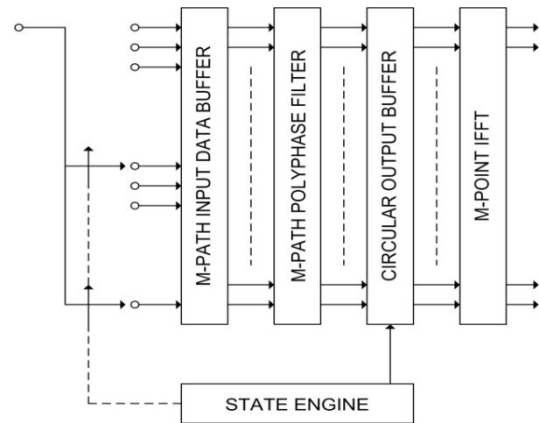 M-PATH INPUT DATA BUFFER
M-PATH POLYPHASE FILTER
CIRCULAR OUTPUT BUFFER
M-POINT IFFT
STATE ENGINE